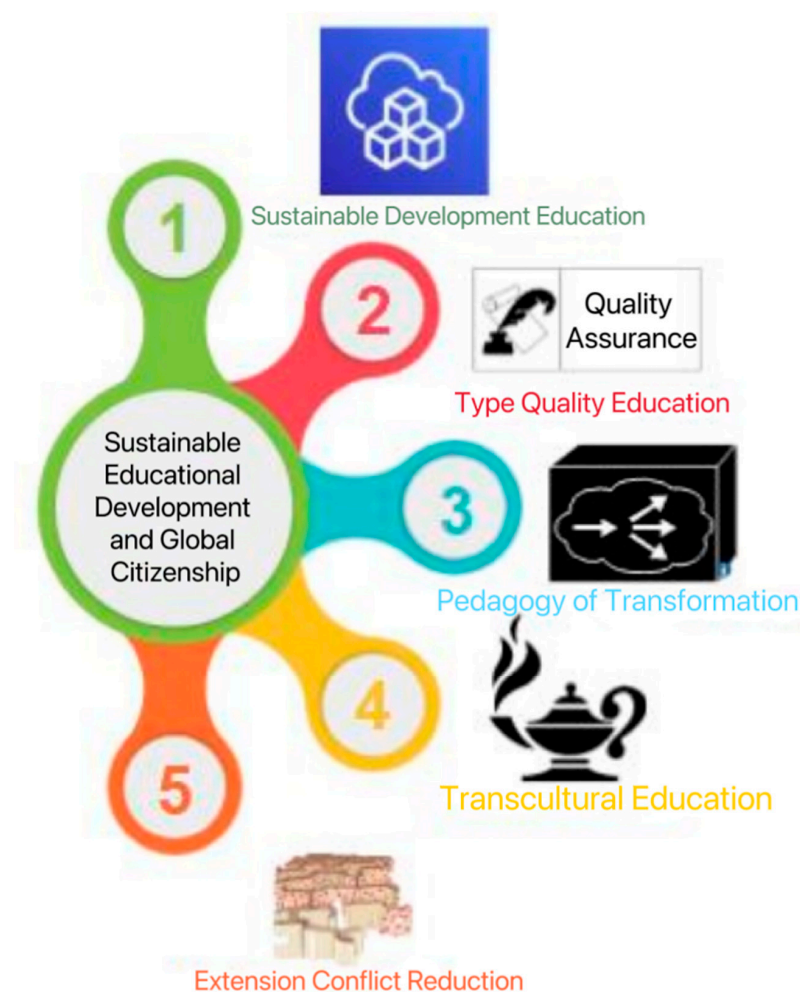 1
Sustainable Development Education
2
Quality
Assurance
Type Quality Education
Sustainable
Educational
Development
and Global
Citizenship
3
Pedagogy of Transformation
4
Transcultural Education
5
Extension Conflict Reduction